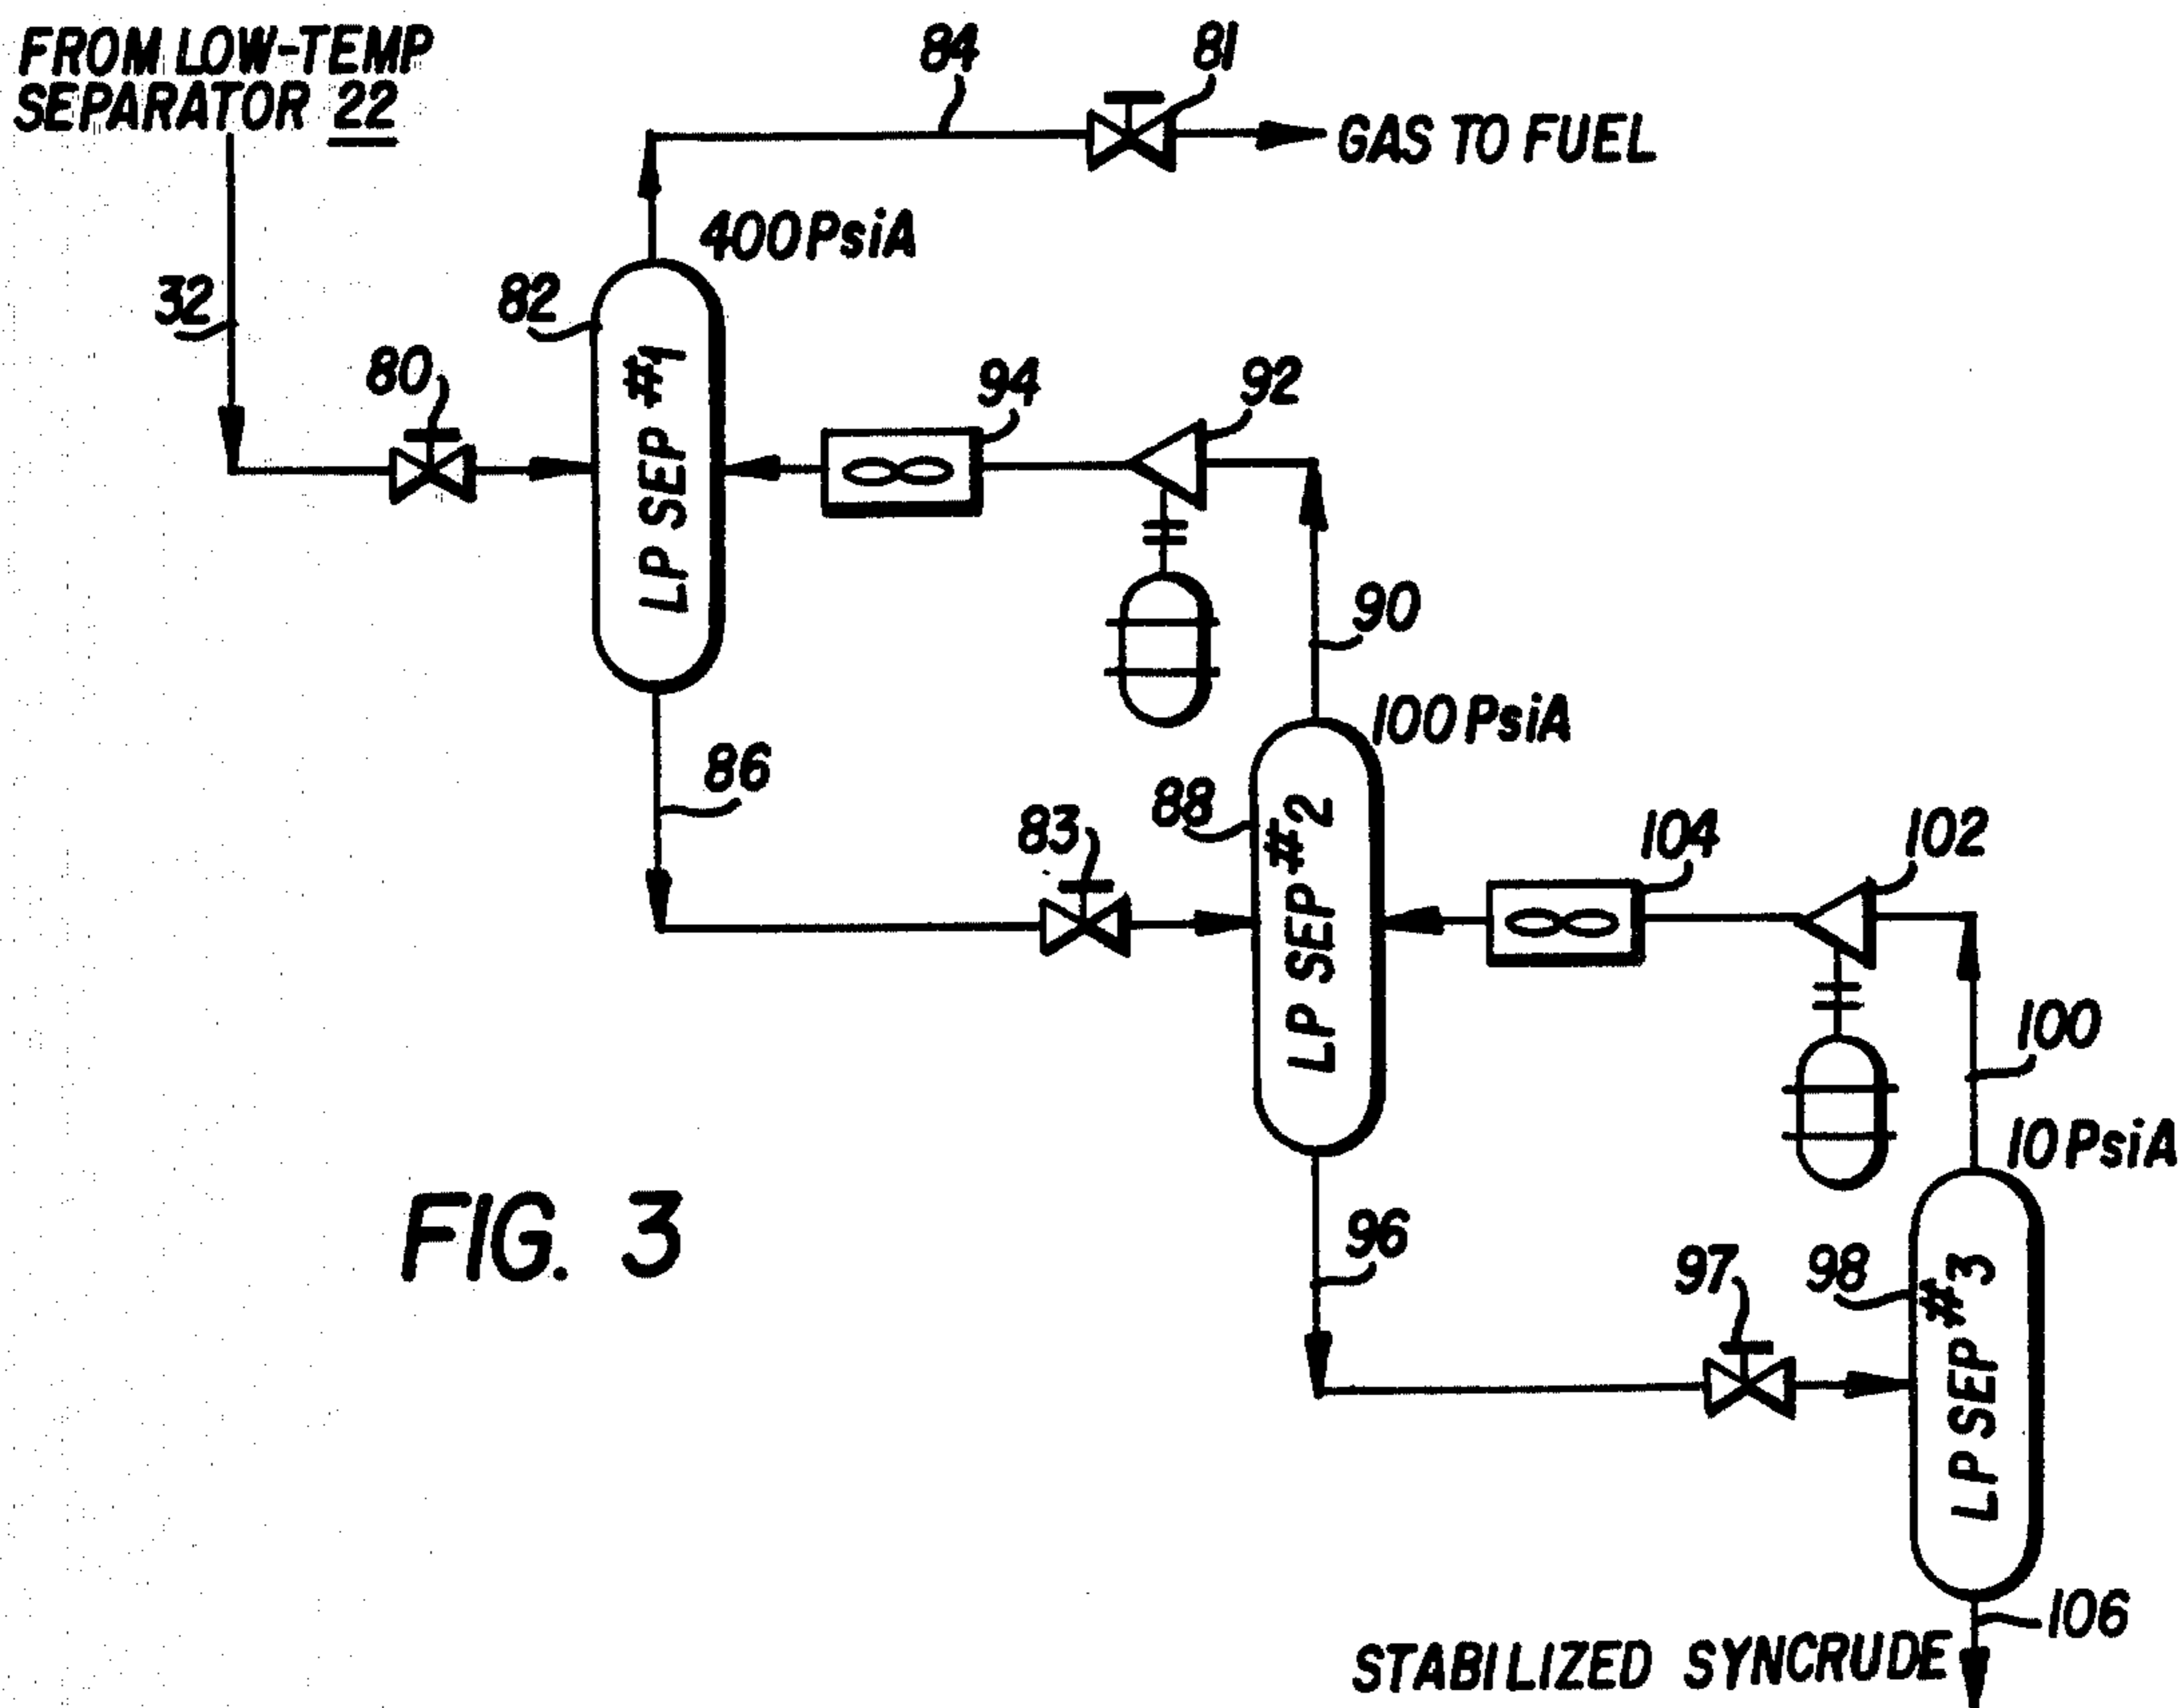 FROM LOW-TEMP
SEPARATOR 22
84
81
GAS TO FUEL
400 PsiA
32
82
80
LP SEP #1
94
92
90
100 PsiA
86
83
88
LP SEP #2
104
102
100
10 PsiA
FIG. 3
96
97
98
LP SEP #3
106
STABILIZED SYNCRUDE